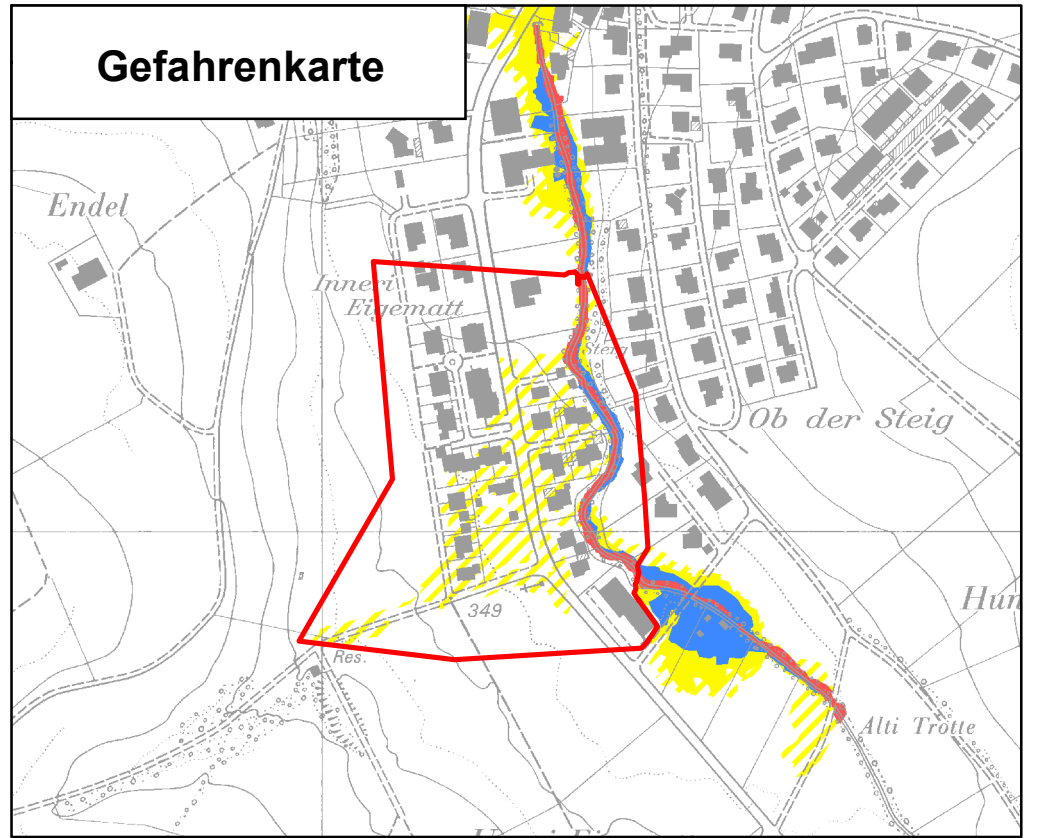 Gefahrenkarte
Endel
Inneri
Eigematt
Steig
Ob der Steig
349
Hun
Res.
Alti Trotte